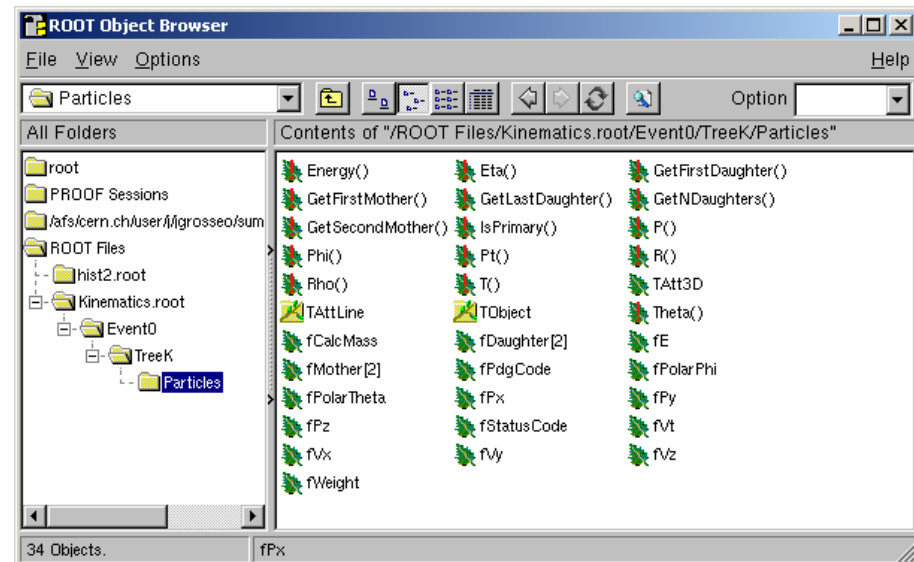 ROOT Object Browser
File View Options Help
Particles Option
All Folders Contents of "/ROOT Files/Kinematics.root/Event0/TreeK/Particles"
root
PROOF Sessions
/afs/cern.ch/user/j/jgrosseo/sum
ROOT Files
hist2.root
Kinematics.root
Event0
TreeK
Particles
Energy() Eta() GetFirstDaughter()
GetFirstMother() GetLastDaughter() GetNDaughters()
GetSecondMother() IsPrimary() P()
Phi() Pt() R()
Rho() T() TAtt3D
TAttLine TObject Theta()
fCalcMass fDaughter[2] fE
fMother[2] fPdgCode fPolarPhi
fPolarTheta fPx fPy
fPz fStatusCode fVt
fVx fVy fVz
fWeight
34 Objects. fPx